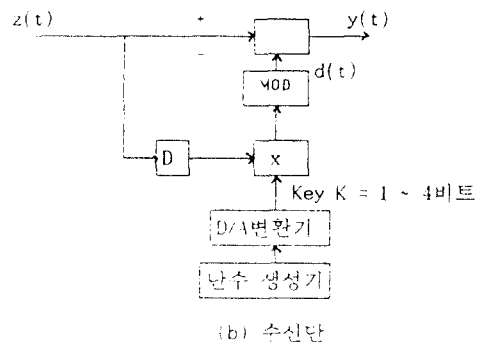 z(t) + y(t)
-
MOD d(t)
D x
Key K = 1 ~ 4비트
D/A변환기
난수 생성기
(b) 수신단